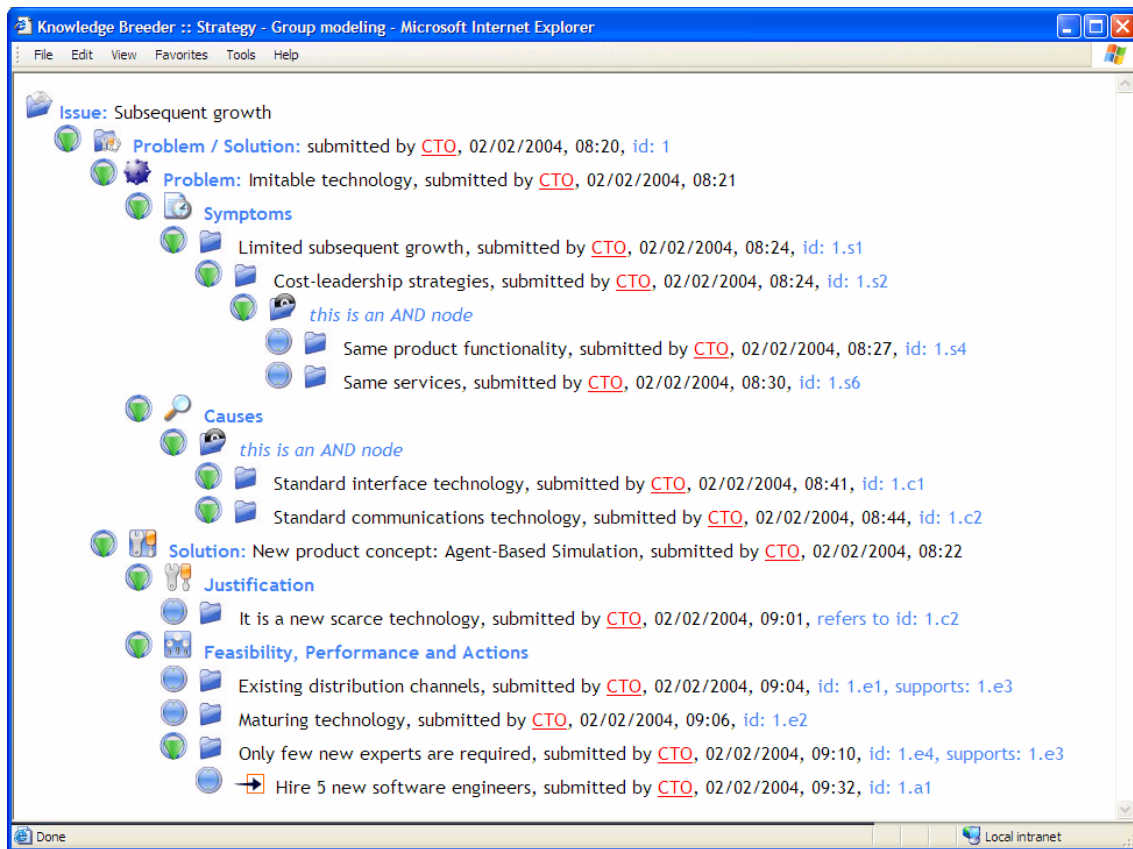 Knowledge Breeder :: Strategy - Group modeling - Microsoft Internet Explorer
File Edit View Favorites Tools Help
Issue: Subsequent growth
Problem / Solution: submitted by CTO, 02/02/2004, 08:20, id: 1
Problem: Imitable technology, submitted by CTO, 02/02/2004, 08:21
Symptoms
Limited subsequent growth, submitted by CTO, 02/02/2004, 08:24, id: 1.s1
Cost-leadership strategies, submitted by CTO, 02/02/2004, 08:24, id: 1.s2
this is an AND node
Same product functionality, submitted by CTO, 02/02/2004, 08:27, id: 1.s4
Same services, submitted by CTO, 02/02/2004, 08:30, id: 1.s6
Causes
this is an AND node
Standard interface technology, submitted by CTO, 02/02/2004, 08:41, id: 1.c1
Standard communications technology, submitted by CTO, 02/02/2004, 08:44, id: 1.c2
Solution: New product concept: Agent-Based Simulation, submitted by CTO, 02/02/2004, 08:22
Justification
It is a new scarce technology, submitted by CTO, 02/02/2004, 09:01, refers to id: 1.c2
Feasibility, Performance and Actions
Existing distribution channels, submitted by CTO, 02/02/2004, 09:04, id: 1.e1, supports: 1.e3
Maturing technology, submitted by CTO, 02/02/2004, 09:06, id: 1.e2
Only few new experts are required, submitted by CTO, 02/02/2004, 09:10, id: 1.e4, supports: 1.e3
Hire 5 new software engineers, submitted by CTO, 02/02/2004, 09:32, id: 1.a1
Done Local intranet